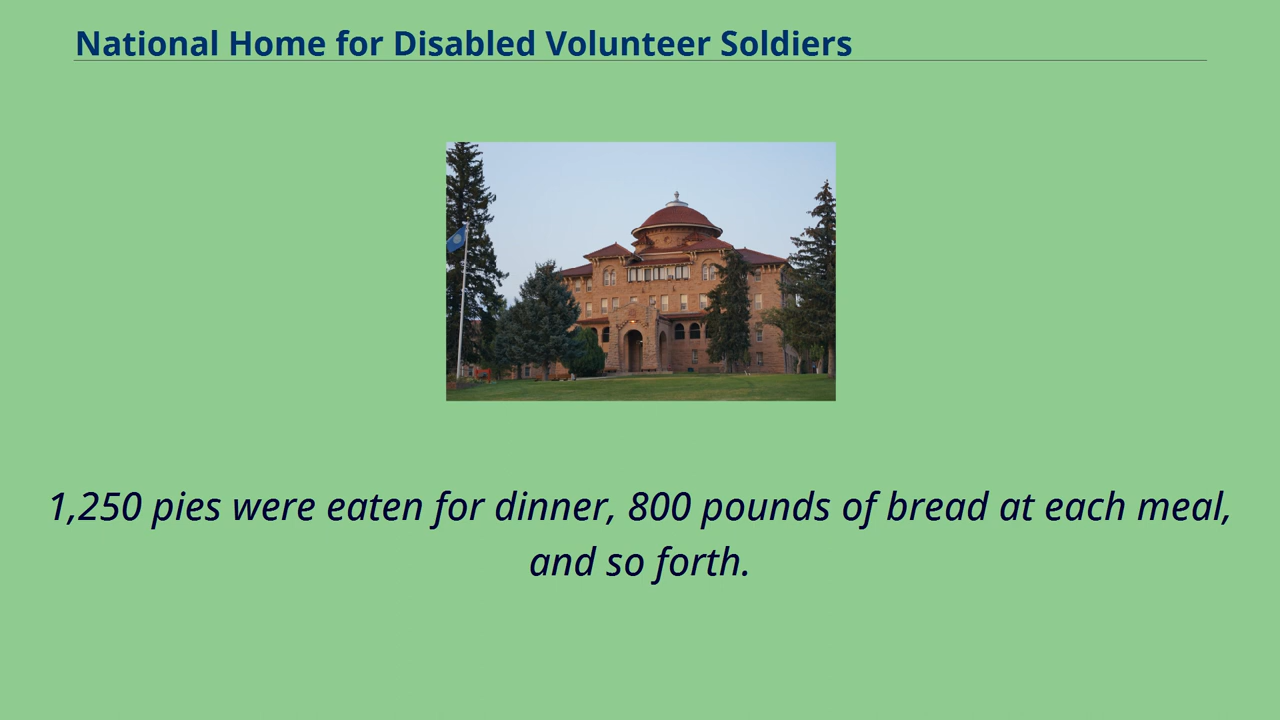 National Home for Disabled Volunteer Soldiers
1,250 pies were eaten for dinner, 800 pounds of bread at each meal,
and so forth.